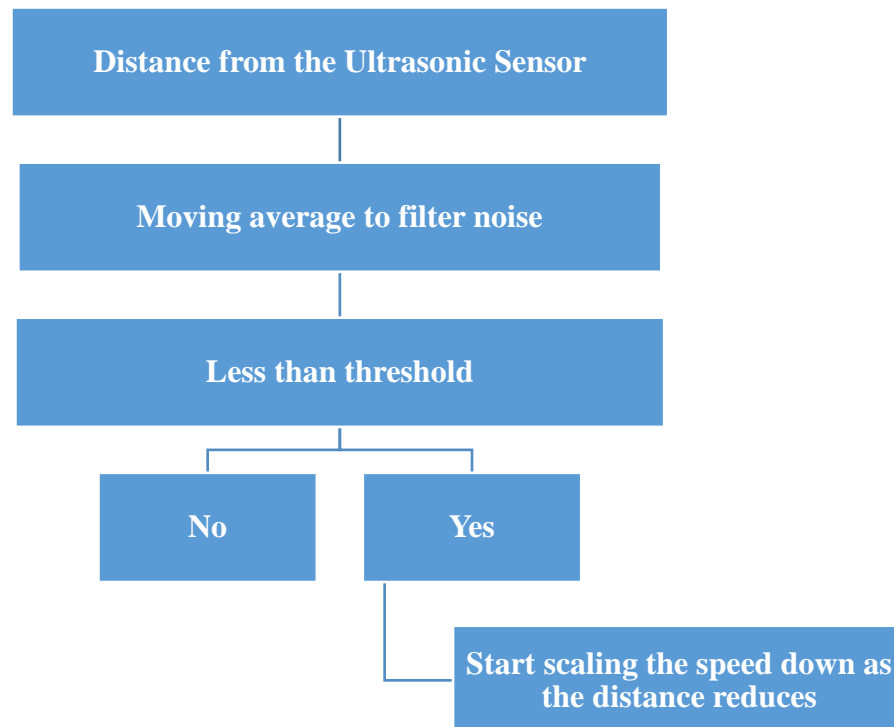 Distance from the Ultrasonic Sensor
Moving average to filter noise
Less than threshold
No
Yes
Start scaling the speed down as
the distance reduces